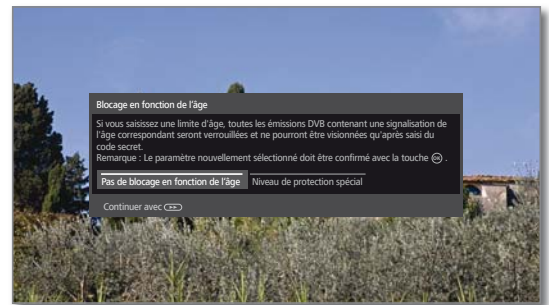 Blocage en fonction de l'âge
Si vous saisissez une limite d'âge, toutes les émissions DVB contenant une signalisation de
l'âge correspondant seront verrouillées et ne pourront être visionnées qu'après saisi du
code secret.
Remarque : Le paramètre nouvellement sélectionné doit être confirmé avec la touche OK .
Pas de blocage en fonction de l'âge Niveau de protection spécial
Continuer avec